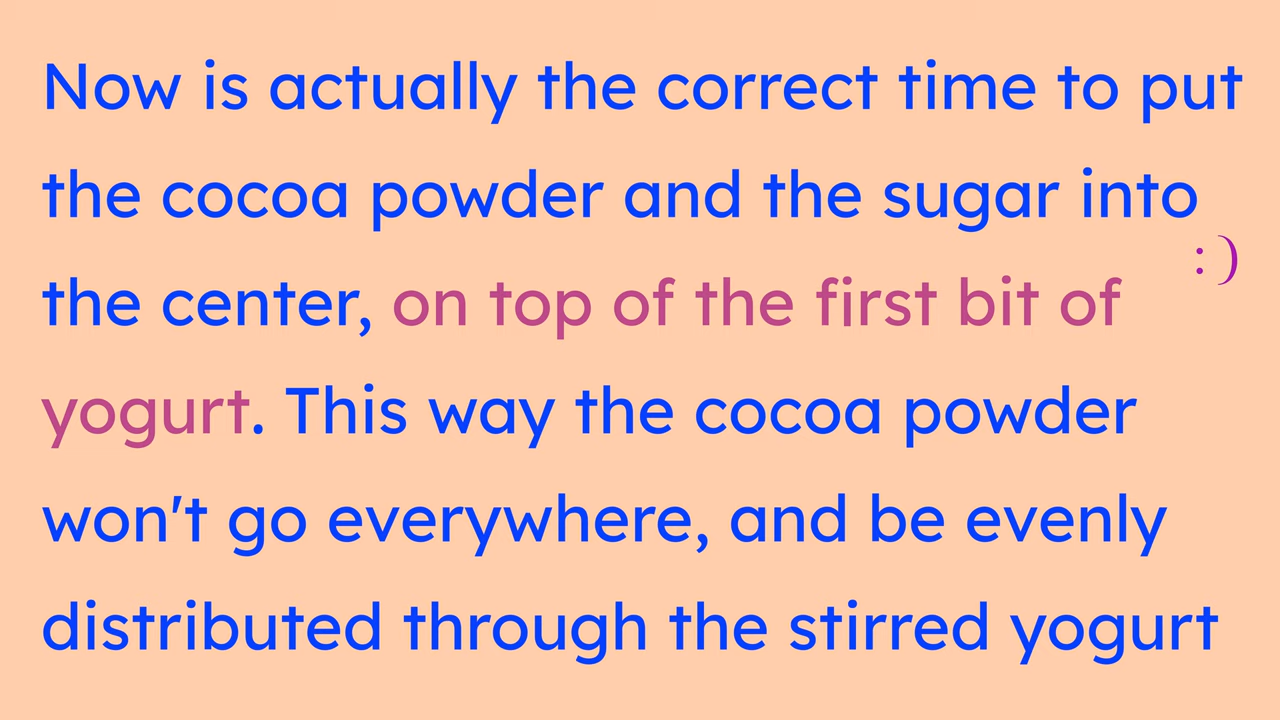 Now is actually the correct time to put
the cocoa powder and the sugar into
: )
the center, on top of the first bit of
yogurt. This way the cocoa powder
won't go everywhere, and be evenly
distributed through the stirred yogurt